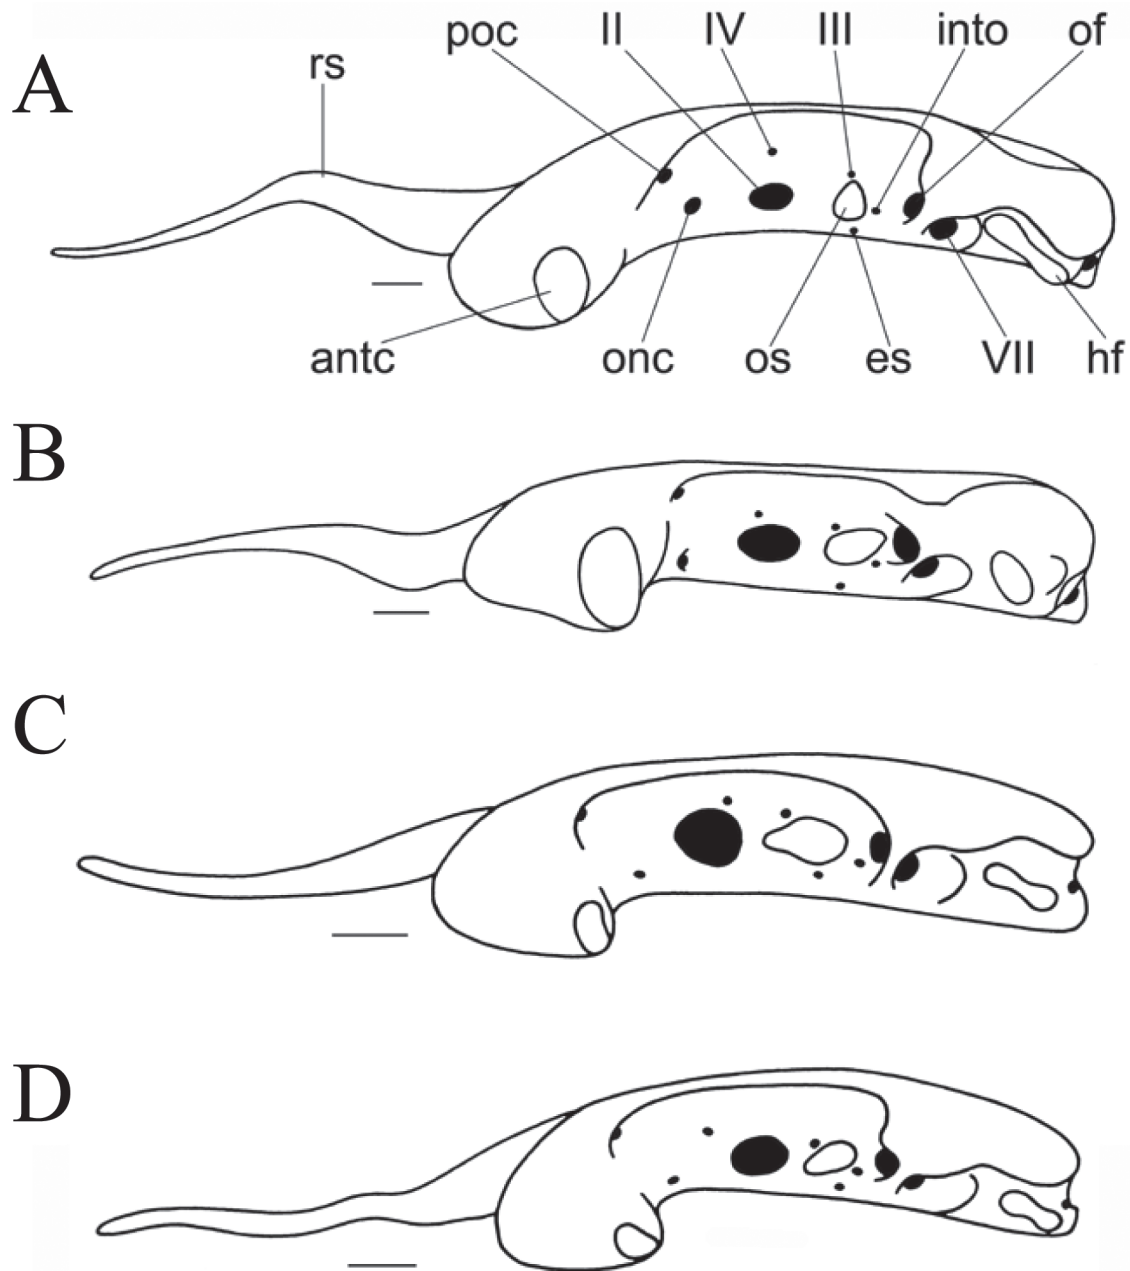 poc II IV III into of
A rs
antc onc os es VII hf
B
C
D